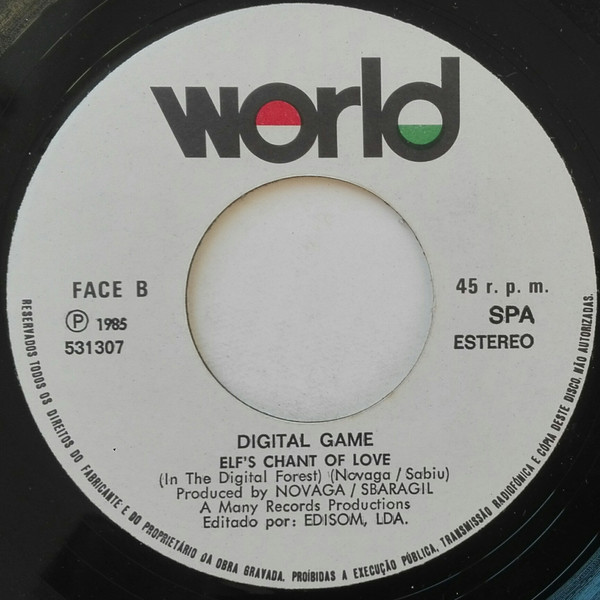 world
FACE B
℗ 1985
531307
45 r. p. m.
SPA
ESTEREO
DIGITAL GAME
ELF'S CHANT OF LOVE
(In The Digital Forest) (Novaga / Sabiu)
Produced by NOVAGA / SBARAGIL
A Many Records Productions
Editado por: EDISOM, LDA.
RESERVADOS TODOS OS DIREITOS DO FABRICANTE E DO PROPRIETÁRIO DA OBRA GRAVADA. PROIBIDAS A EXECUÇÃO PÚBLICA, TRANSMISSÃO RADIOFÓNICA E CÓPIA DESTE DISCO, NÃO AUTORIZADAS.